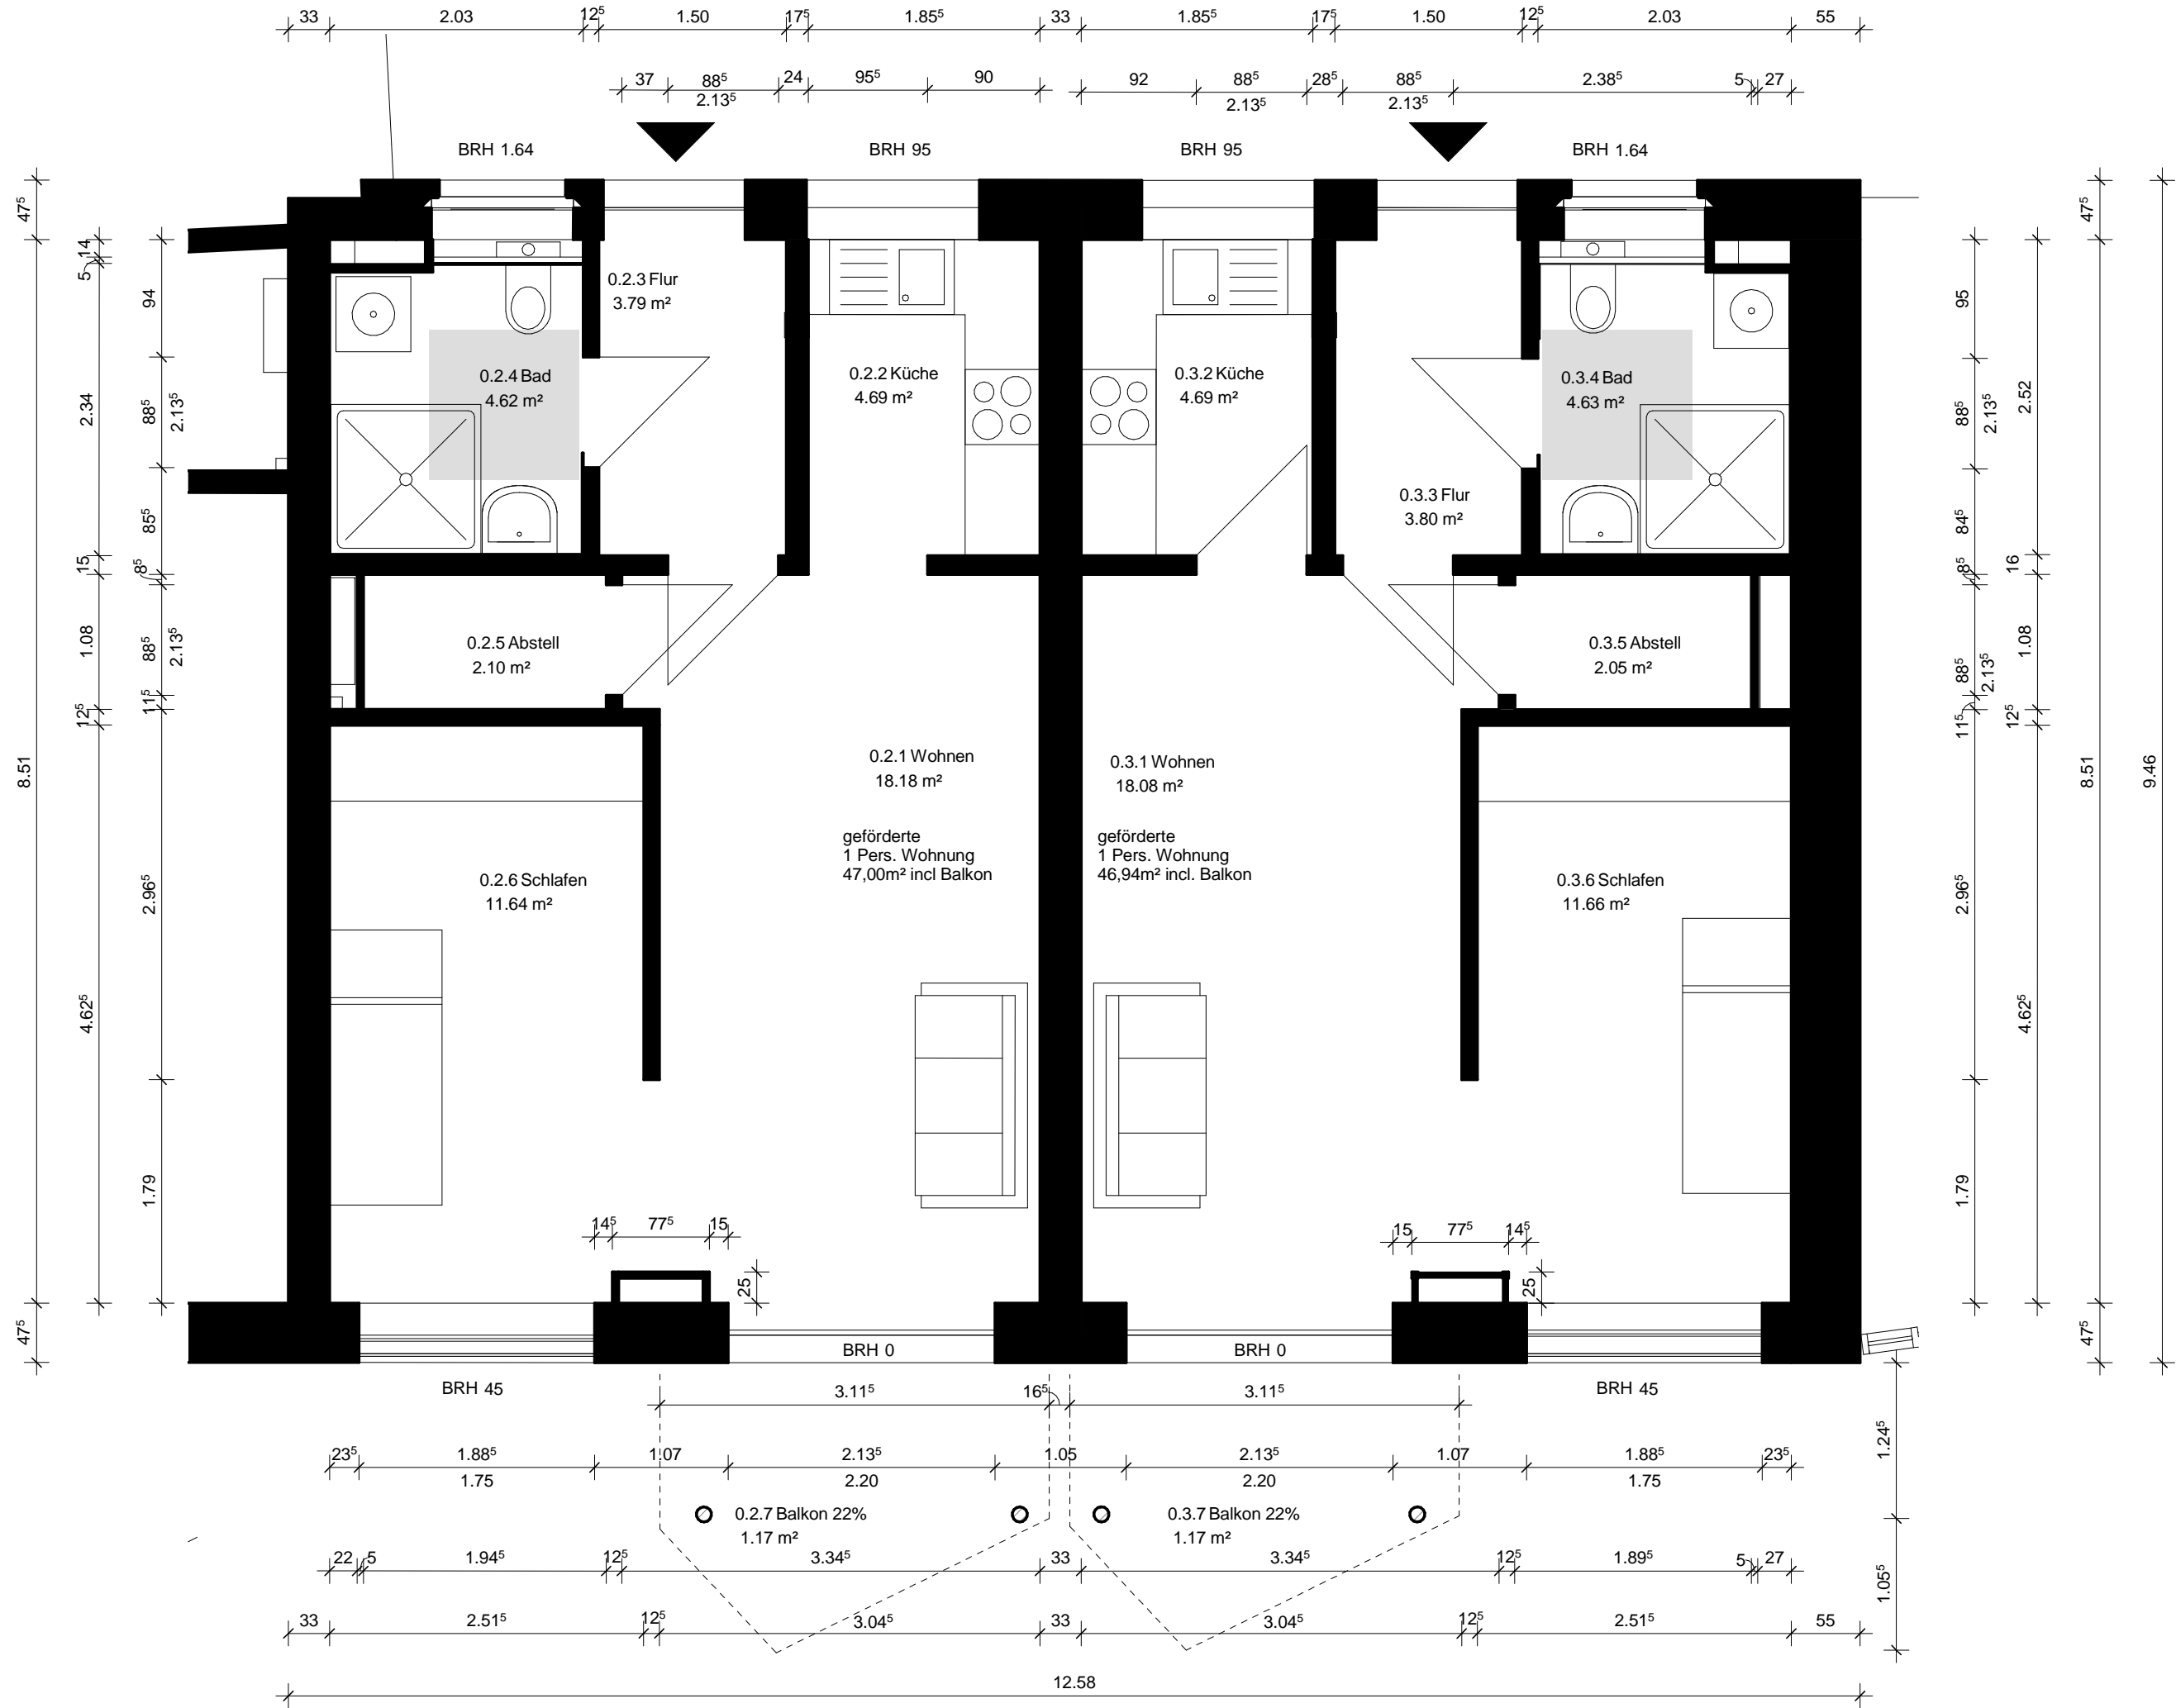 33 2.03 12⁵ 1.50 17⁵ 1.85⁵ 33 1.85⁵ 17⁵ 1.50 12⁵ 2.03 55
37 88⁵ 24 95⁵ 90 92 88⁵ 28⁵ 88⁵ 2.38⁵ 5 27
2.13⁵ 2.13⁵ 2.13⁵
BRH 1.64 BRH 95 BRH 95 BRH 1.64
47⁵
8.51
47⁵
14
5
2.34
15
1.08
12⁵
4.62⁵
94
88⁵
2.13⁵
85⁵
8⁵
88⁵
2.13⁵
11⁵
2.96⁵
1.79
0.2.3 Flur
3.79 m²
0.2.4 Bad
4.62 m²
0.2.2 Küche
4.69 m²
0.3.2 Küche
4.69 m²
0.3.4 Bad
4.63 m²
0.3.3 Flur
3.80 m²
0.2.5 Abstell
2.10 m²
0.3.5 Abstell
2.05 m²
0.2.1 Wohnen
18.18 m²
geförderte
1 Pers. Wohnung
47,00m² incl Balkon
0.3.1 Wohnen
18.08 m²
geförderte
1 Pers. Wohnung
46,94m² incl. Balkon
0.2.6 Schlafen
11.64 m²
0.3.6 Schlafen
11.66 m²
95
88⁵
2.13⁵
84⁵
8⁵
88⁵
2.13⁵
11⁵
2.96⁵
1.79
2.52
16
1.08
12⁵
4.62⁵
47⁵
8.51
47⁵
9.46
14⁵ 77⁵ 15
25
15 77⁵ 14⁵
25
BRH 0 BRH 0
BRH 45 BRH 45
3.11⁵ 16⁵ 3.11⁵
23⁵ 1.88⁵ 1.07 2.13⁵ 1.05 2.13⁵ 1.07 1.88⁵ 23⁵
1.75 2.20 2.20 1.75
0.2.7 Balkon 22%
1.17 m²
0.3.7 Balkon 22%
1.17 m²
1.24⁵
1.05⁵
22 5 1.94⁵ 12⁵ 3.34⁵ 33 3.34⁵ 12⁵ 1.89⁵ 5 27
33 2.51⁵ 12⁵ 3.04⁵ 33 3.04⁵ 12⁵ 2.51⁵ 55
12.58